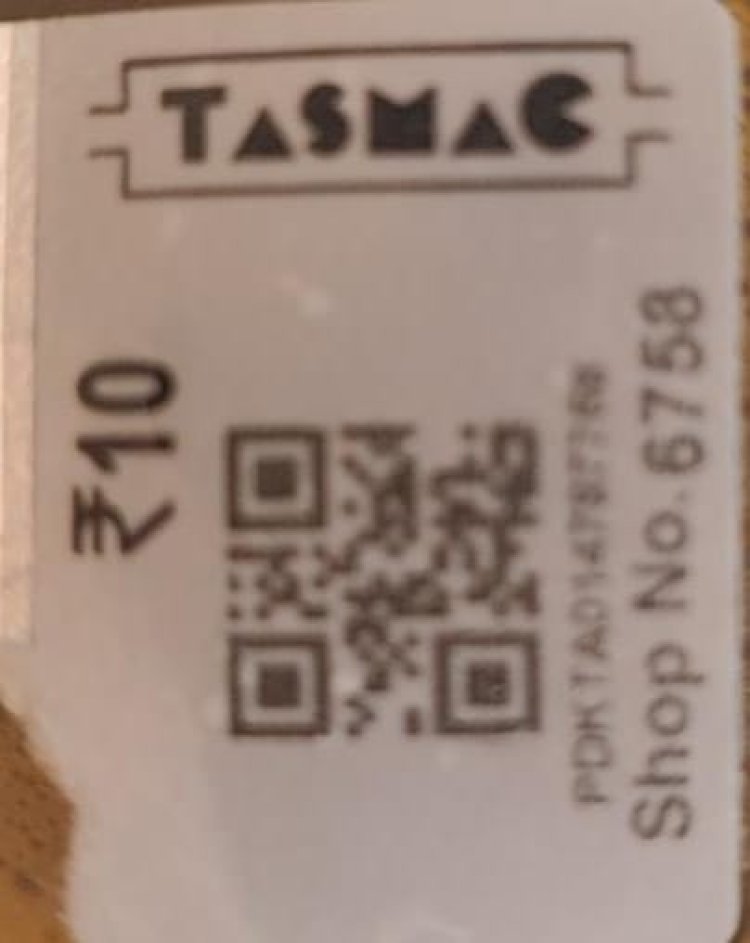 TASMAC
₹10
Shop No. 6758